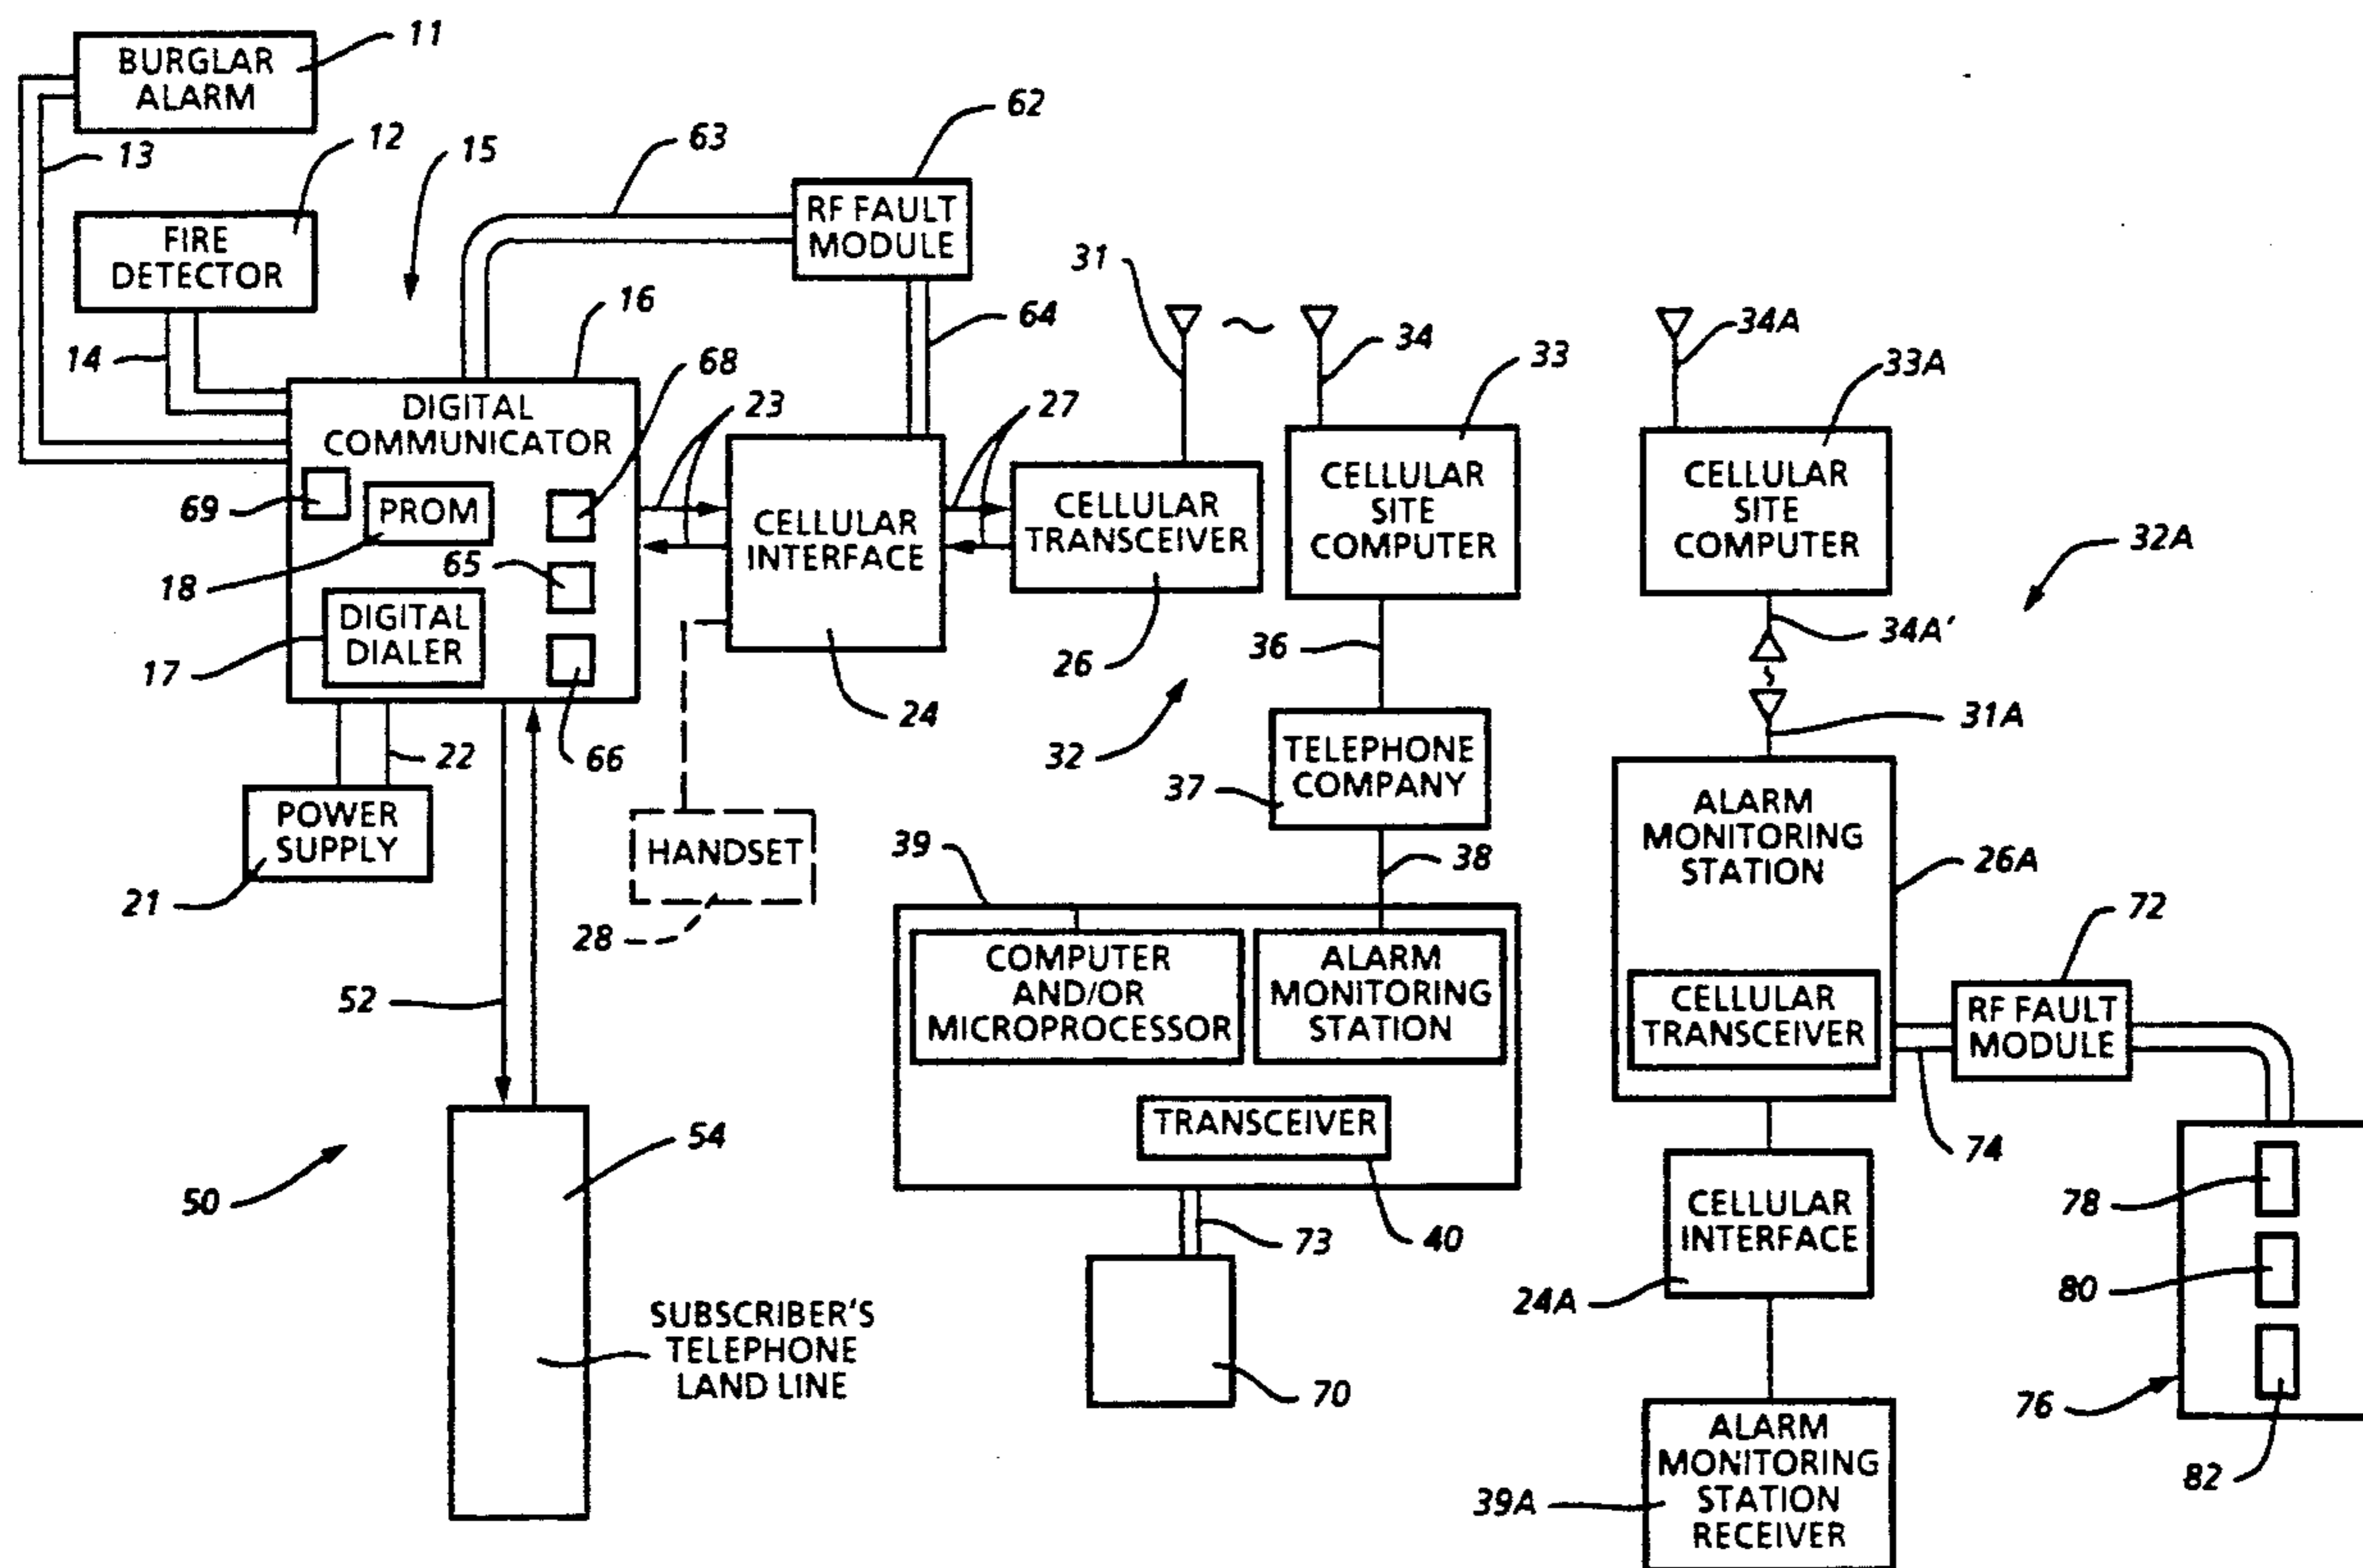 11
BURGLAR
ALARM
13
12
15
63
62
FIRE
DETECTOR
RF FAULT
MODULE
14
16
68
64
31
34
33
34A
33A
DIGITAL
COMMUNICATOR
23
27
69
PROM
18
65
CELLULAR
INTERFACE
CELLULAR
TRANSCEIVER
CELLULAR
SITE
COMPUTER
CELLULAR
SITE
COMPUTER
32A
DIGITAL
DIALER
17
66
24
26
36
34A'
32
31A
22
POWER
SUPPLY
21
HANDSET
28
TELEPHONE
COMPANY
37
38
39
ALARM
MONITORING
STATION
26A
72
COMPUTER
AND/OR
MICROPROCESSOR
ALARM
MONITORING
STATION
CELLULAR
TRANSCEIVER
RF FAULT
MODULE
52
TRANSCEIVER
40
74
54
50
73
CELLULAR
INTERFACE
24A
78
80
82
76
SUBSCRIBER'S
TELEPHONE
LAND LINE
70
ALARM
MONITORING
STATION
RECEIVER
39A